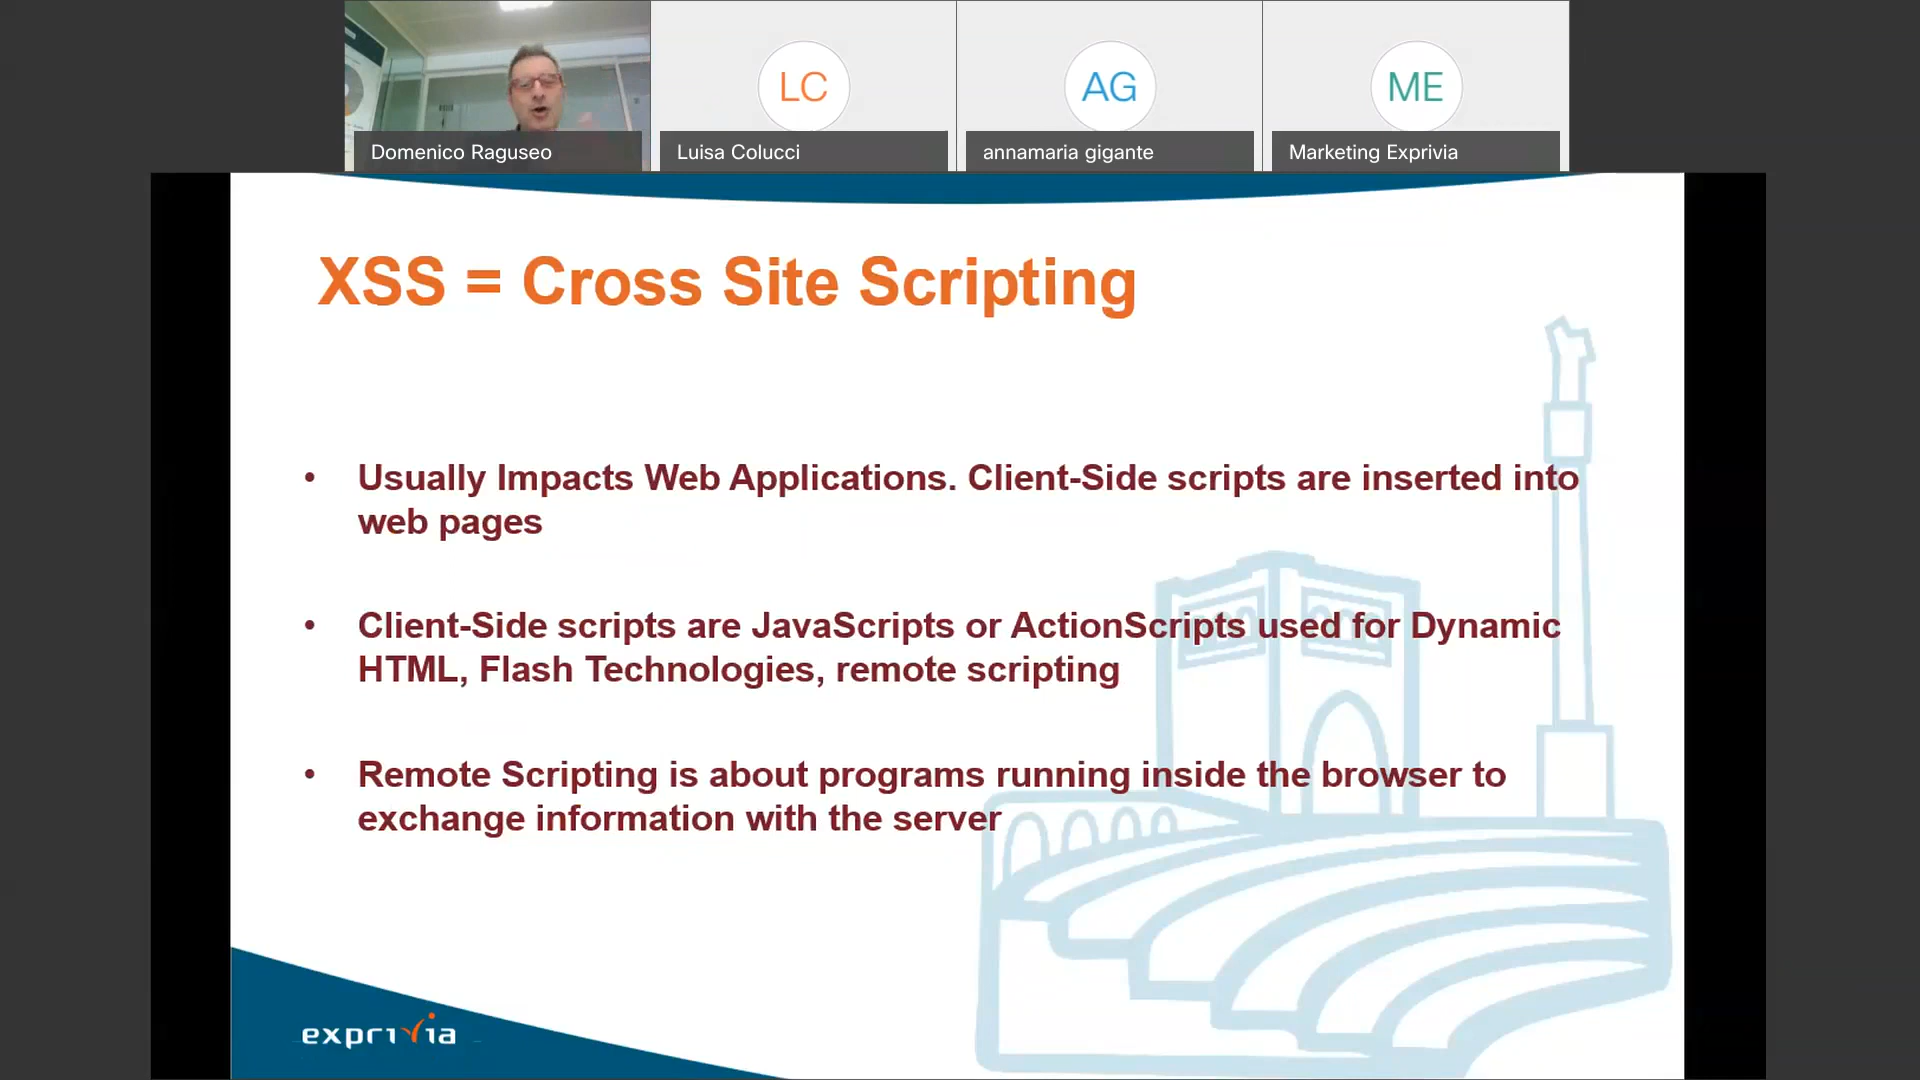 LC
AG
ME
Domenico Raguseo
Luisa Colucci
annamaria gigante
Marketing Exprivia
XSS = Cross Site Scripting
• Usually Impacts Web Applications. Client-Side scripts are inserted into
web pages
• Client-Side scripts are JavaScripts or ActionScripts used for Dynamic
HTML, Flash Technologies, remote scripting
• Remote Scripting is about programs running inside the browser to
exchange information with the server
exprivia